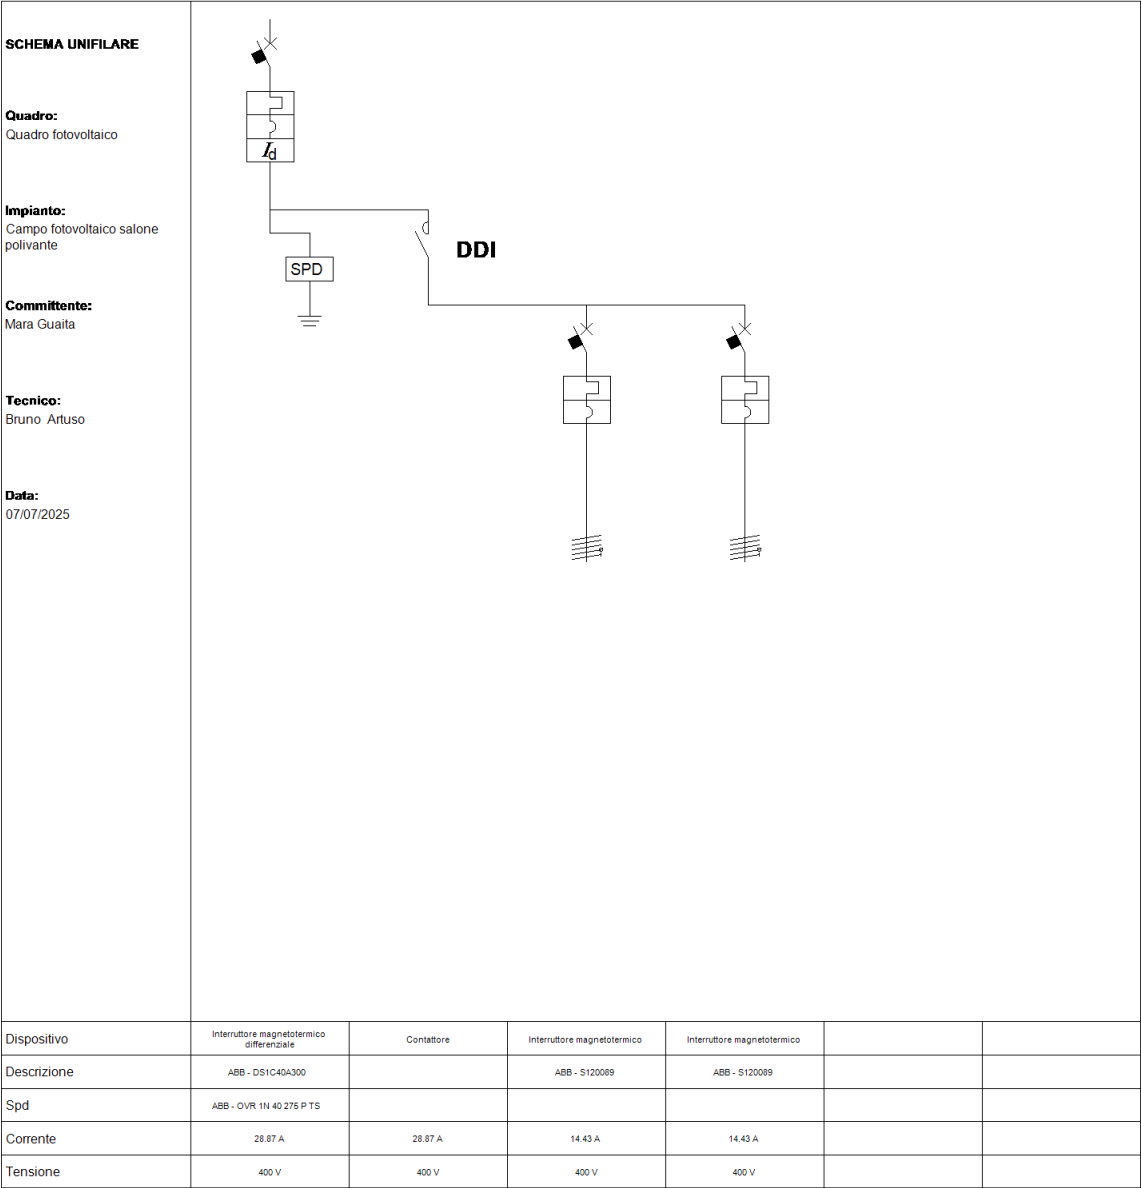 SCHEMA UNIFILARE
Quadro:
Quadro fotovoltaico
Impianto:
Campo fotovoltaico salone
polivante
Committente:
Mara Guaita
Tecnico:
Bruno Artuso
Data:
07/07/2025
Id
SPD
DDI
Dispositivo Interruttore magnetotermico differenziale Contattore Interruttore magnetotermico Interruttore magnetotermico
Descrizione ABB - DS1C40A300 ABB - S120089 ABB - S120089
Spd ABB - OVR 1N 40 275 P TS
Corrente 28.87 A 28.87 A 14.43 A 14.43 A
Tensione 400 V 400 V 400 V 400 V